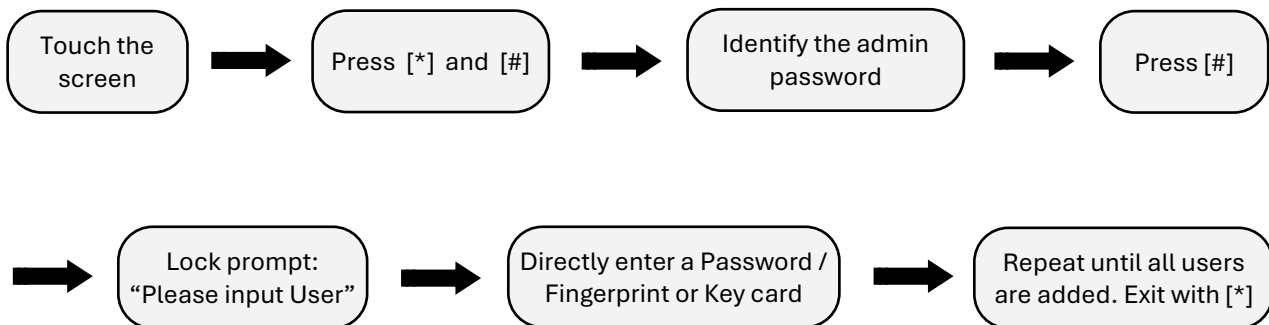 Touch the
screen
Press [*] and [#]
Identify the admin
password
Press [#]
Lock prompt:
“Please input User”
Directly enter a Password /
Fingerprint or Key card
Repeat until all users
are added. Exit with [*]